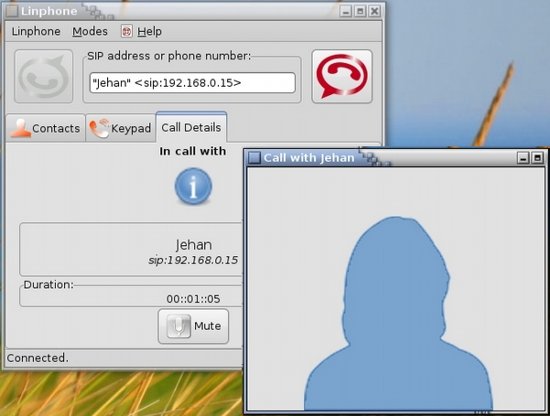 Linphone
Linphone Modes Help
SIP address or phone number:
"Jehan" <sip:192.168.0.15>
Contacts Keypad Call Details
In call with
Call with Jehan
Jehan
sip:192.168.0.15
Duration:
00::01::05
Mute
Connected.